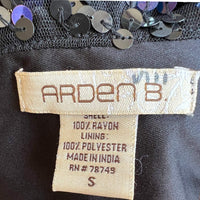 ARDEN B.
SHELL:
100% RAYON
LINING:
100% POLYESTER
MADE IN INDIA
RN # 78749
S